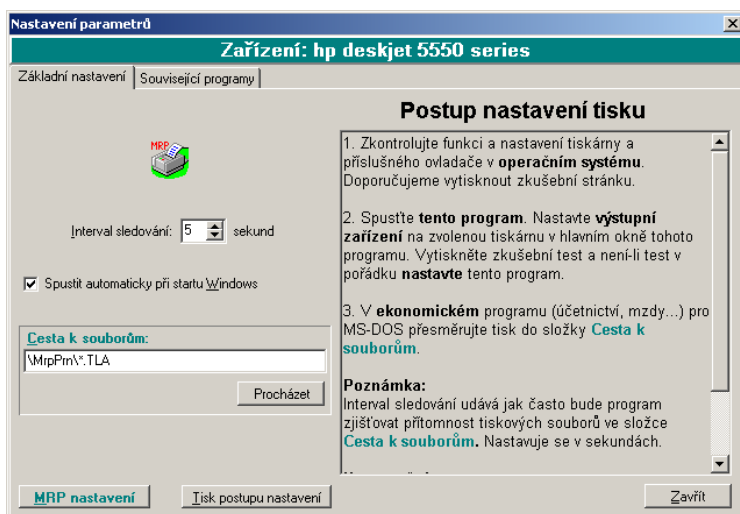 Nastavení parametrů
Zařízení: hp deskjet 5550 series
Základní nastavení
Související programy
MRP
Interval sledování: 5 sekund
Spustit automaticky při startu Windows
Cesta k souborům:
\MrpPrn\*.TLA
Procházet
Postup nastavení tisku
1. Zkontrolujte funkci a nastavení tiskárny a
příslušného ovladače v operačním systému.
Doporučujeme vytisknout zkušební stránku.
2. Spusťte tento program. Nastavte výstupní
zařízení na zvolenou tiskárnu v hlavním okně tohoto
programu. Vytiskněte zkušební test a není-li test v
pořádku nastavte tento program.
3. V ekonomickém programu (účetnictví, mzdy...) pro
MS-DOS přesměrujte tisk do složky Cesta k
souborům.
Poznámka:
Interval sledování udává jak často bude program
zjišťovat přítomnost tiskových souborů ve složce
Cesta k souborům. Nastavuje se v sekundách.
MRP nastavení
Tisk postupu nastavení
Zavřít